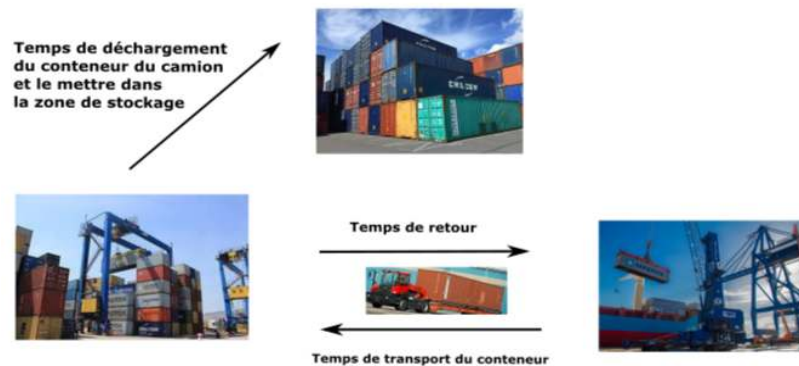 Temps de déchargement
du conteneur du camion
et le mettre dans
la zone de stockage
Temps de retour
Temps de transport du conteneur